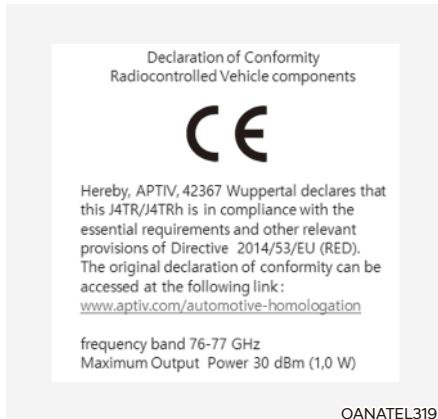 Declaration of Conformity
Radiocontrolled Vehicle components
CE
Hereby, APTIV, 42367 Wuppertal declares that
this J4TR/J4TRh is in compliance with the
essential requirements and other relevant
provisions of Directive 2014/53/EU (RED).
The original declaration of conformity can be
accessed at the following link :
www.aptiv.com/automotive-homologation
frequency band 76-77 GHz
Maximum Output Power 30 dBm (1,0 W)
OANATEL319